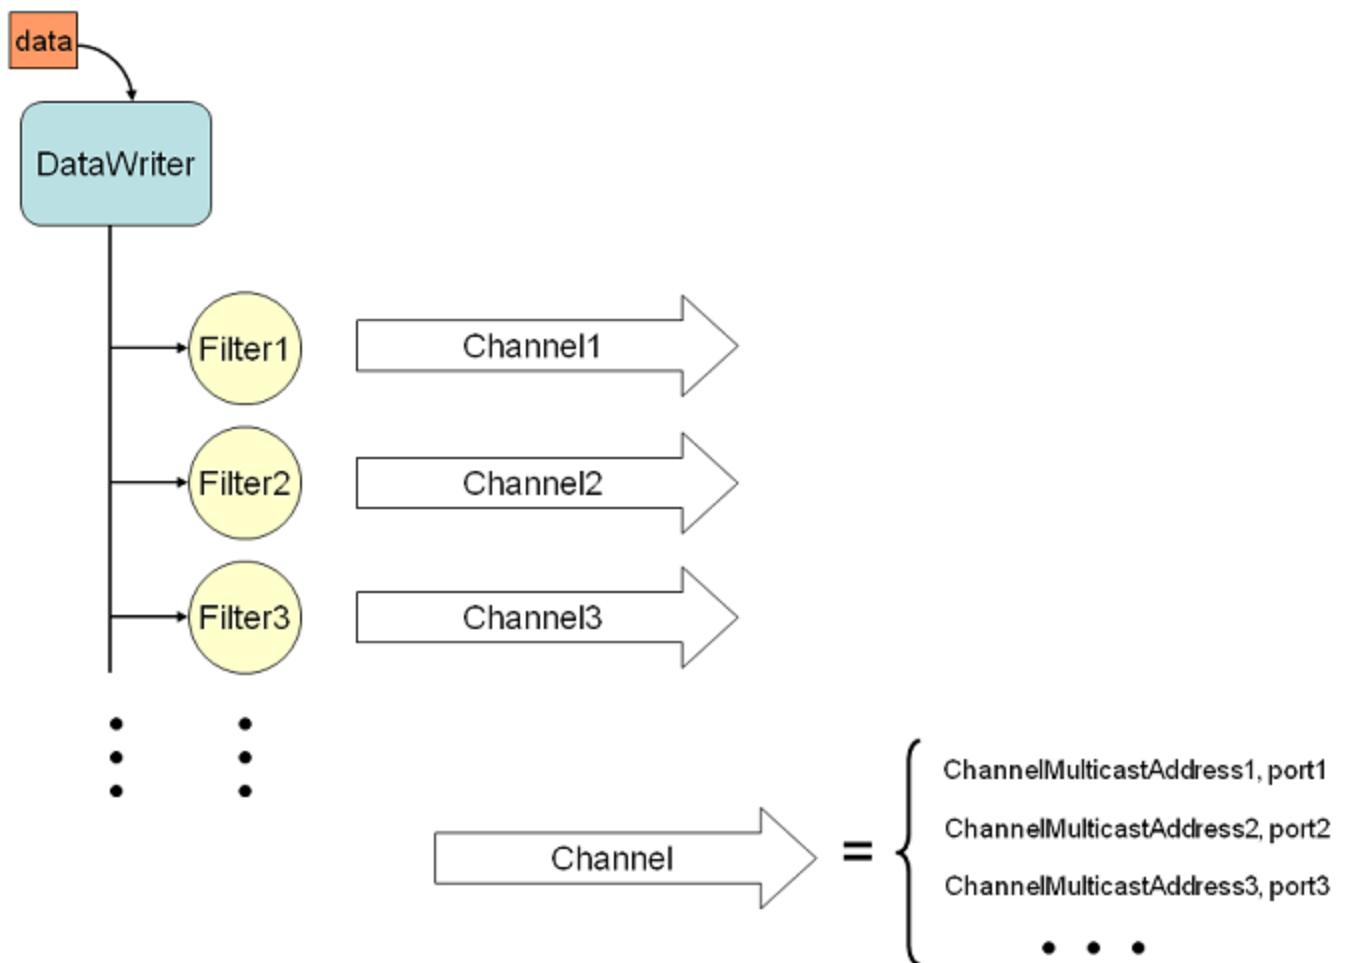 data
DataWriter
Filter1
Channel1
Filter2
Channel2
Filter3
Channel3
Channel
=
ChannelMulticastAddress1, port1
ChannelMulticastAddress2, port2
ChannelMulticastAddress3, port3